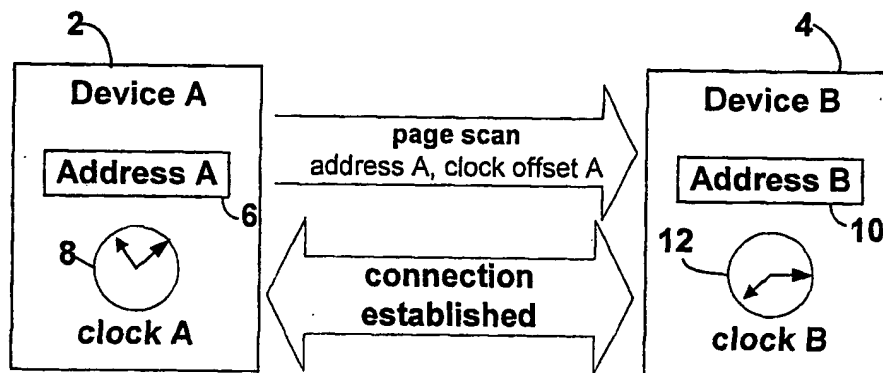 2
4
Device A
Device B
page scan
address A, clock offset A
Address A
Address B
6
10
8
12
connection
established
clock A
clock B